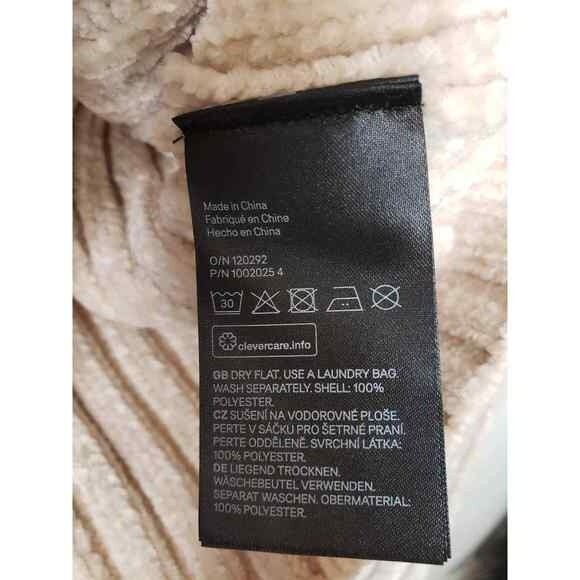 Made in China
Fabriqué en Chine
Hecho en China
O/N 120292
P/N 1002025 4
30
clevercare.info
GB DRY FLAT. USE A LAUNDRY BAG.
WASH SEPARATELY. SHELL: 100%
POLYESTER.
CZ SUŠENÍ NA VODOROVNÉ PLOŠE.
PERTE V SÁČKU PRO ŠETRNÉ PRANÍ.
PERTE ODDĚLENĚ. SVRCHNÍ LÁTKA:
100% POLYESTER.
DE LIEGEND TROCKNEN.
WÄSCHEBEUTEL VERWENDEN.
SEPARAT WASCHEN. OBERMATERIAL:
100% POLYESTER.